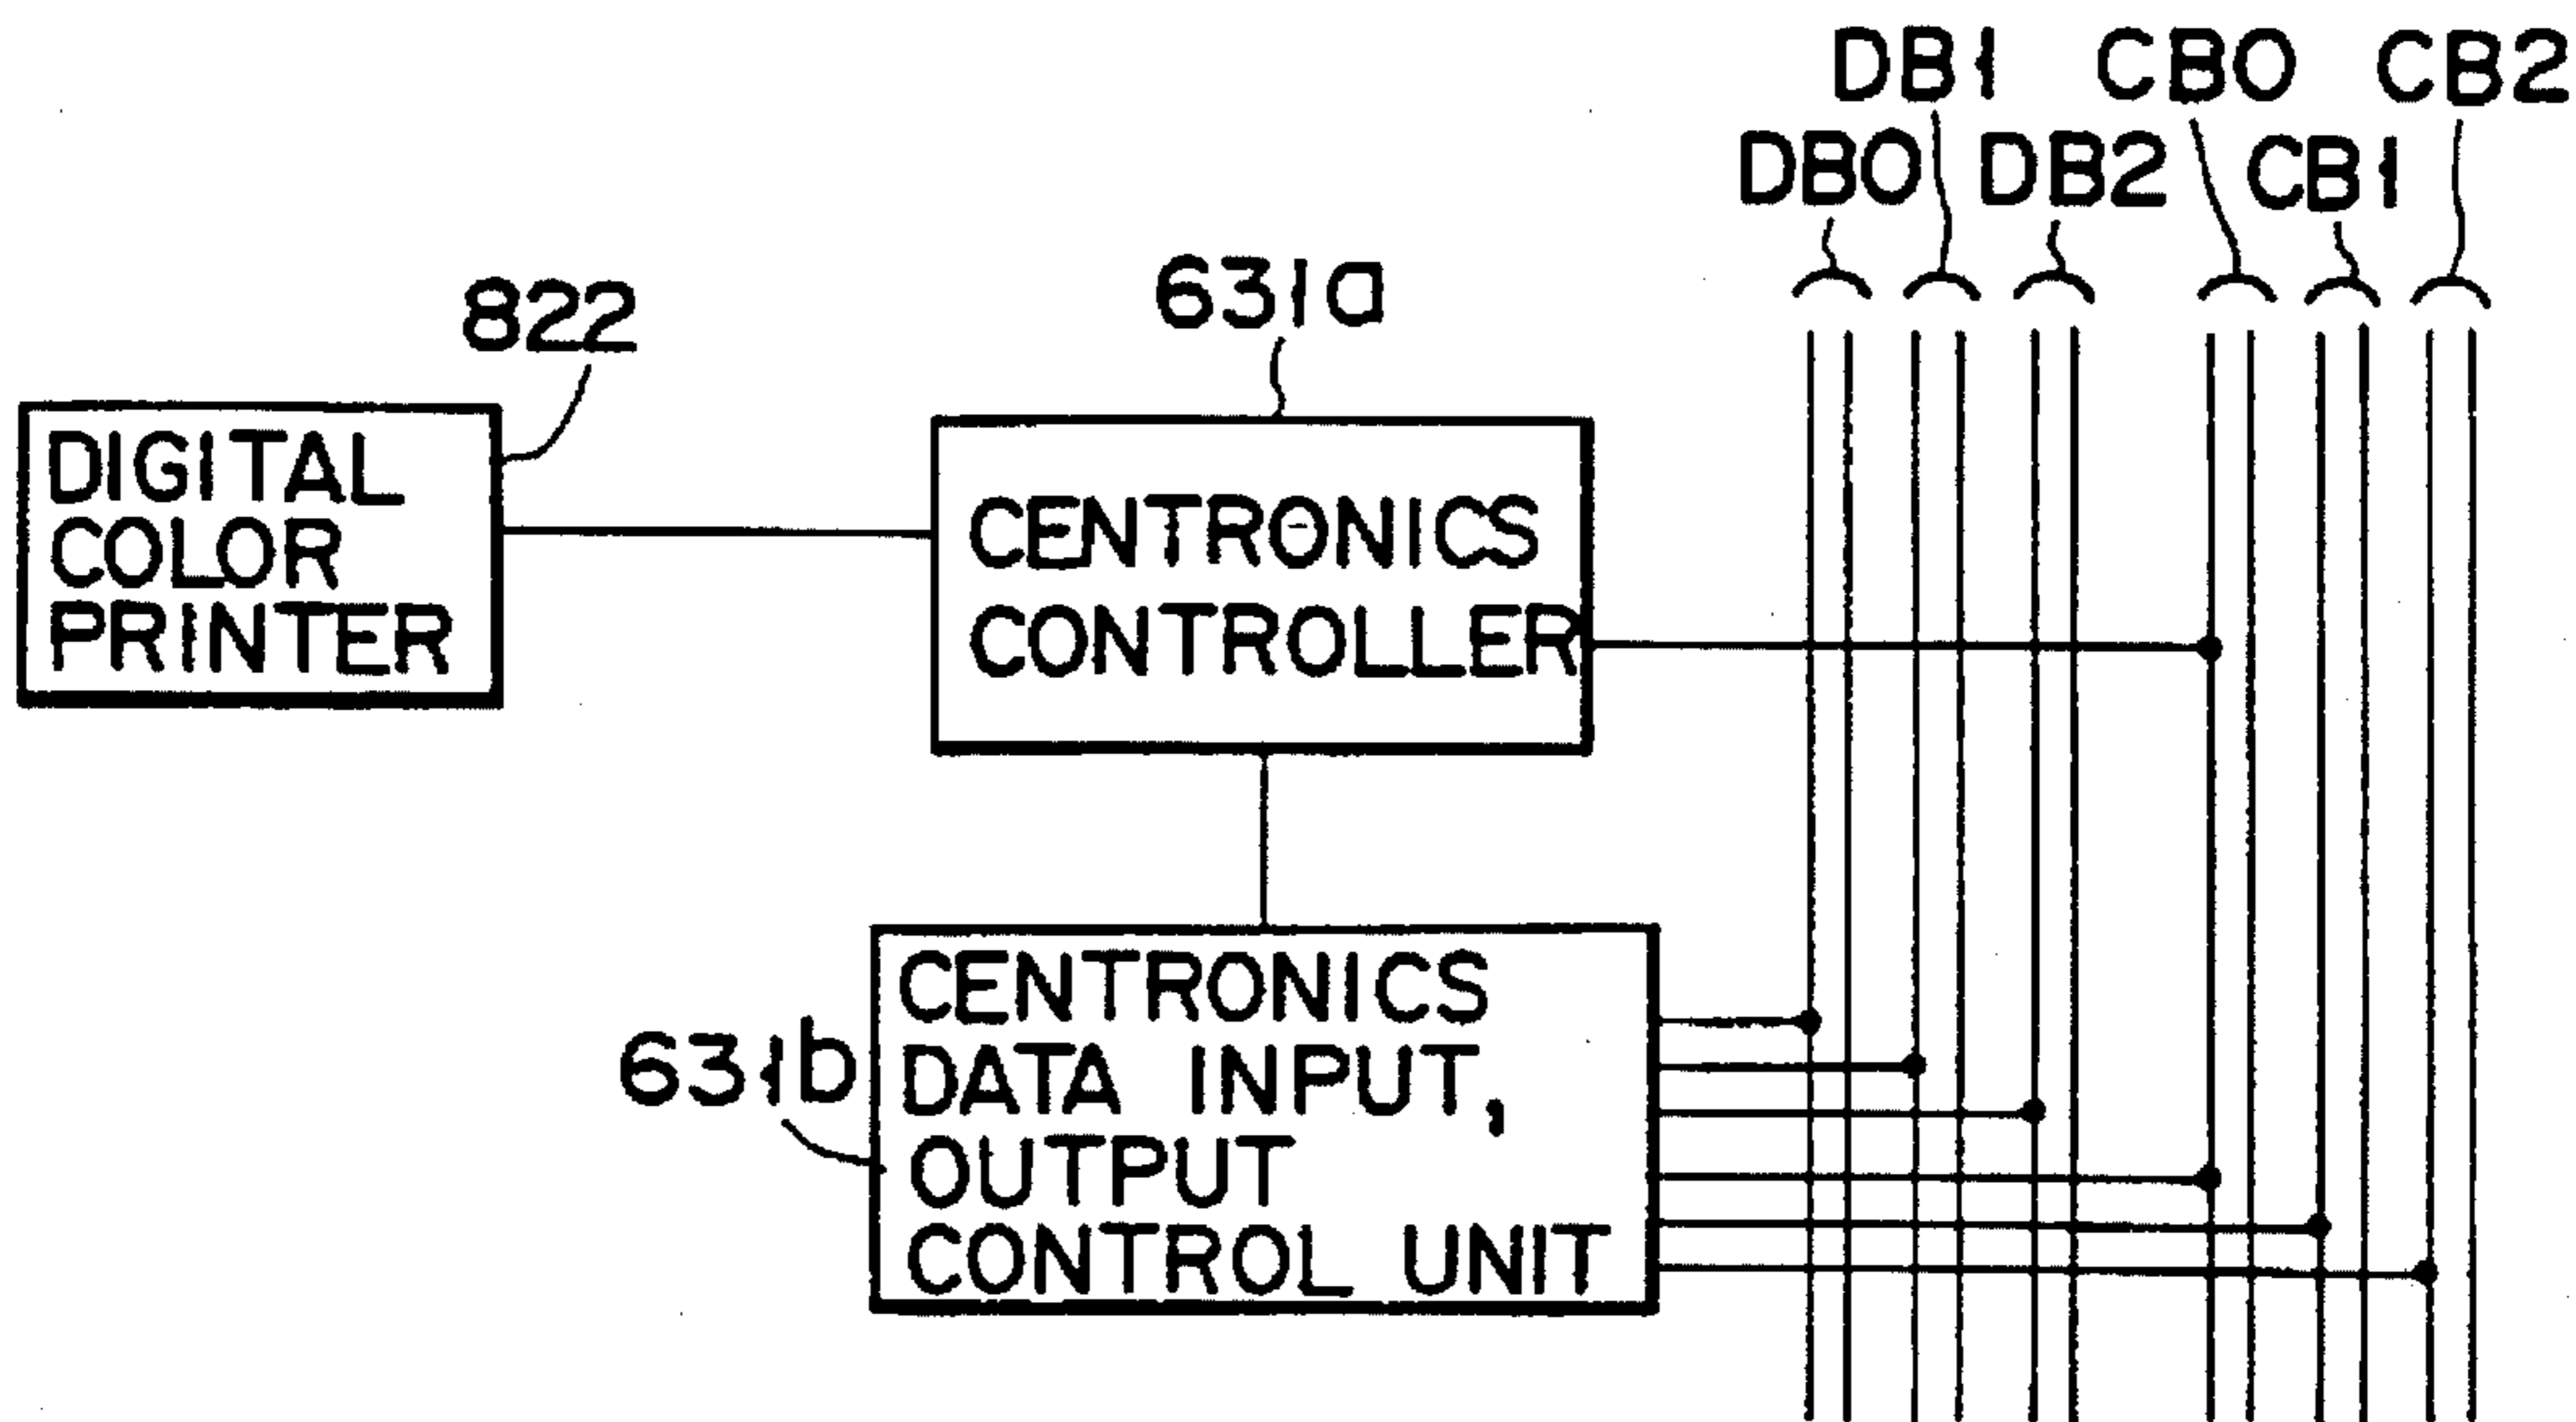 DB1 CB0 CB2
DB0 DB2 CB1
822
631a
DIGITAL
COLOR
PRINTER
CENTRONICS
CONTROLLER
631b
CENTRONICS
DATA INPUT,
OUTPUT
CONTROL UNIT